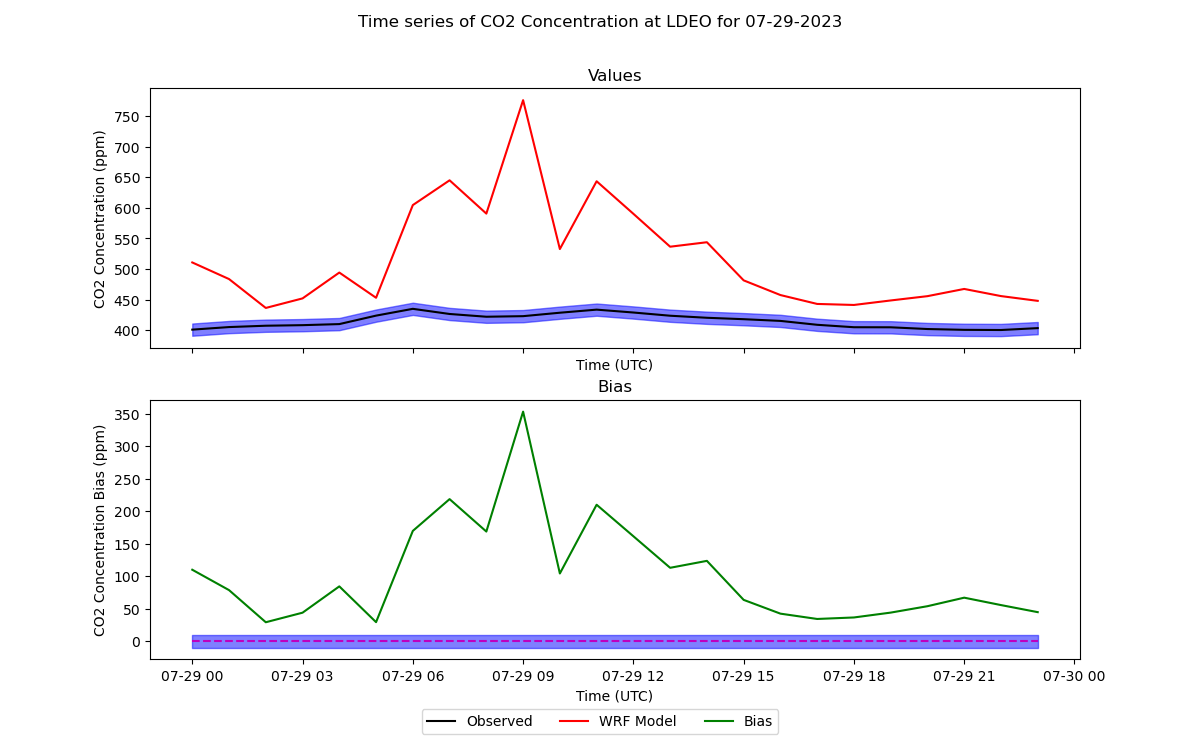 Time series of CO2 Concentration at LDEO for 07-29-2023
Values
CO2 Concentration (ppm)
750
700
650
600
550
500
450
400
Time (UTC)
Bias
CO2 Concentration Bias (ppm)
350
300
250
200
150
100
50
0
07-29 00 07-29 03 07-29 06 07-29 09 07-29 12 07-29 15 07-29 18 07-29 21 07-30 00
Time (UTC)
Observed WRF Model Bias